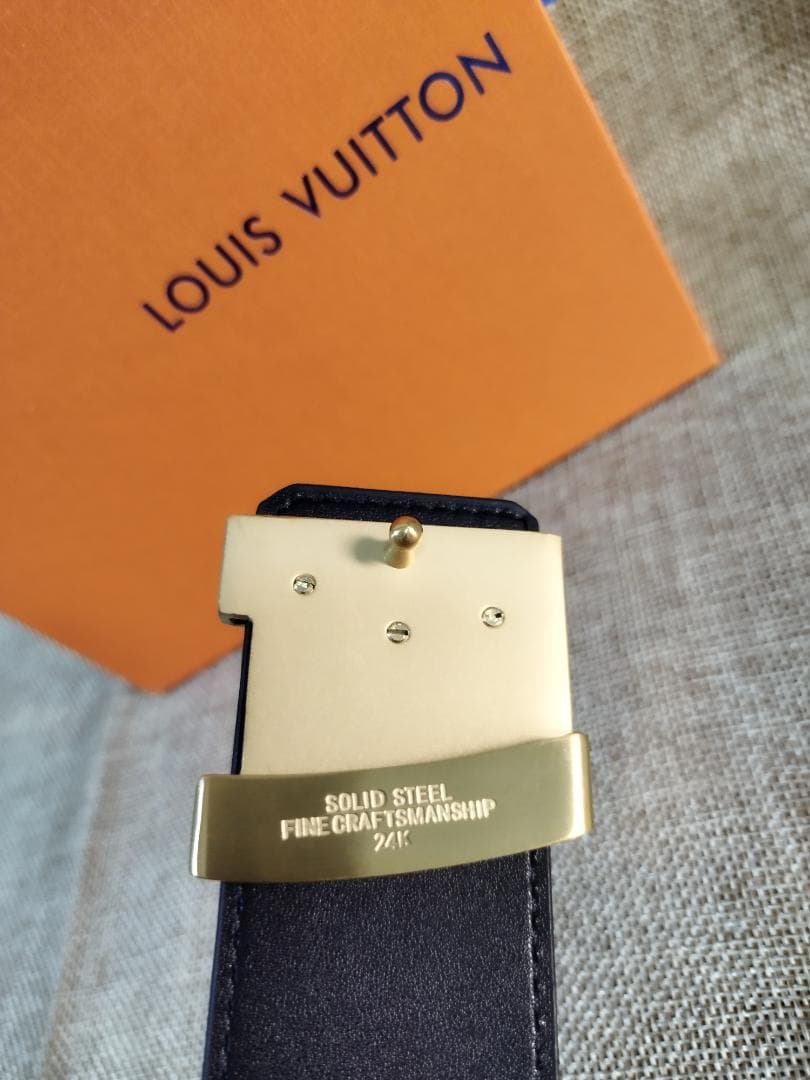 LOUIS VUITTON
SOLID STEEL
FINE CRAFTSMANSHIP
24K